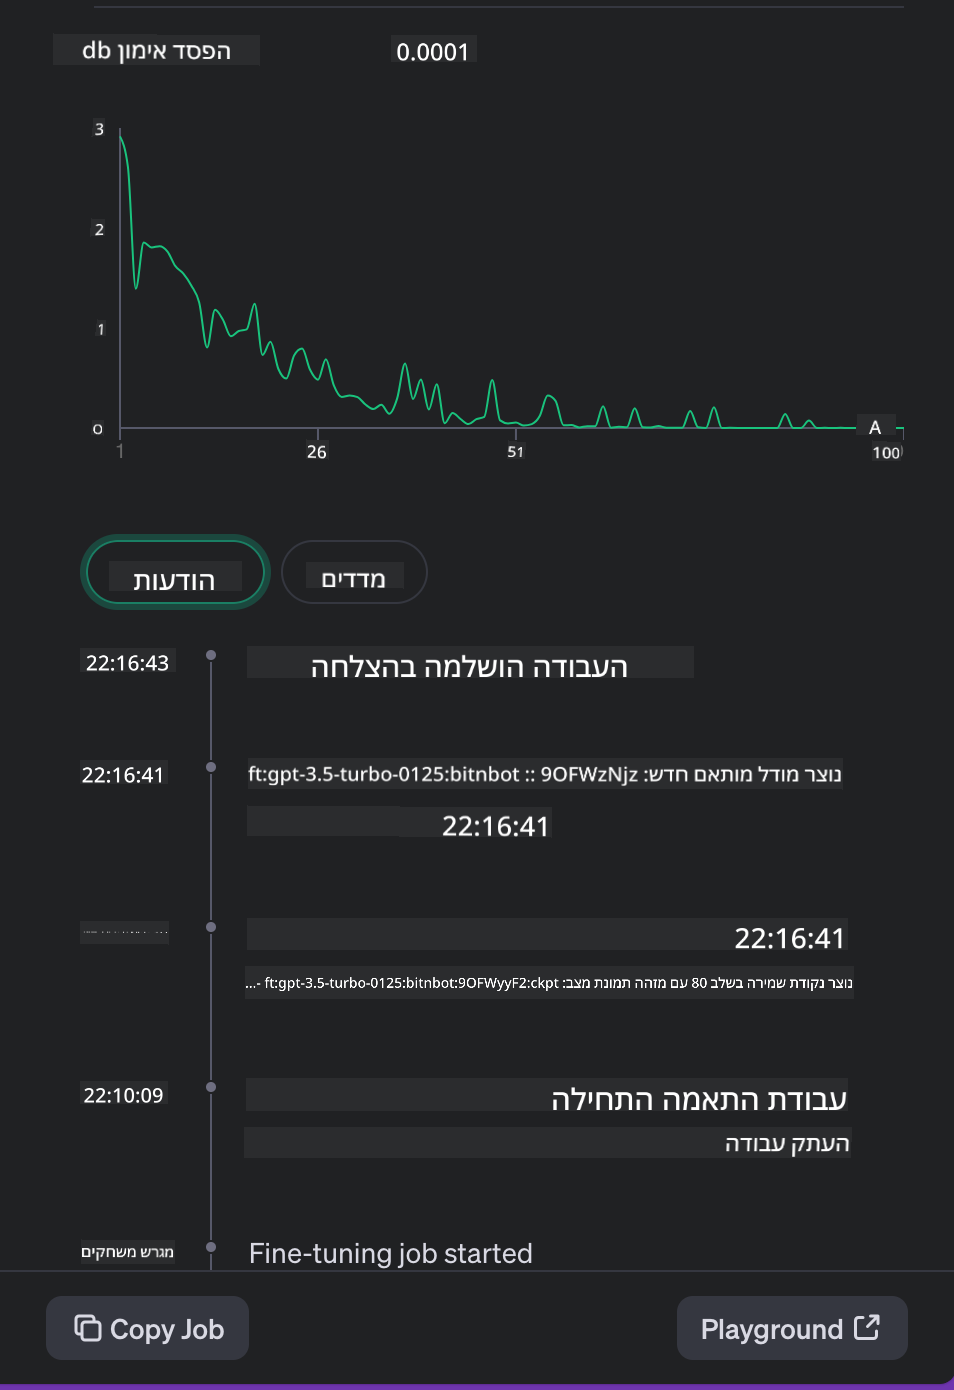 הפסד אימון db
0.0001
3
2
1
0
1
26
51
100
A
הודעות
מדדים
22:16:43
העבודה הושלמה בהצלחה
22:16:41
נוצר מודל מותאם חדש: ft:gpt-3.5-turbo-0125:bitnbot :: 9OFWzNjz
22:16:41
22:16:41
נוצר נקודת שמירה בשלב 80 עם מזהה תמונת מצב: ft:gpt-3.5-turbo-0125:bitnbot:9OFWyyF2:ckpt -...
22:10:09
עבודת התאמה התחילה
העתק עבודה
מגרש משחקים
Fine-tuning job started
Copy Job
Playground